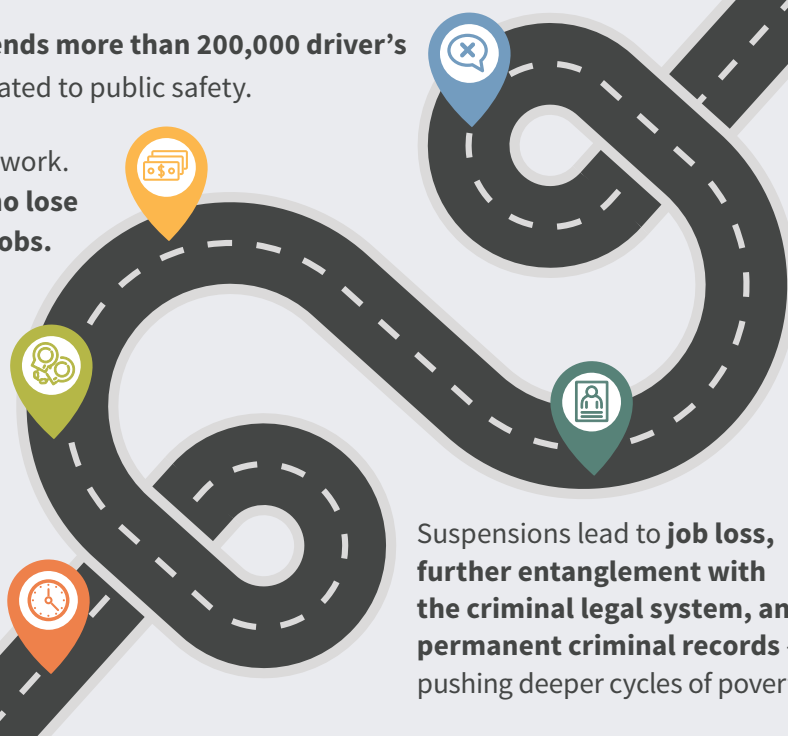 ends more than 200,000 driver's
ated to public safety.
work.
no lose
obs.
Suspensions lead to job loss,
further entanglement with
the criminal legal system, an
permanent criminal records
pushing deeper cycles of pover